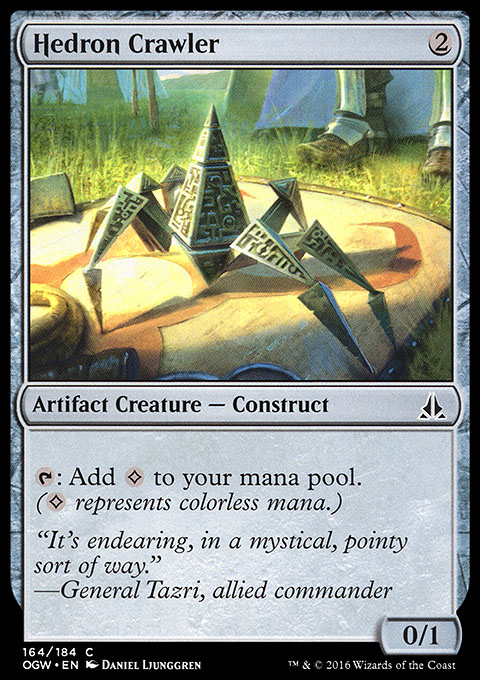 Hedron Crawler 2
Artifact Creature — Construct
: Add to your mana pool.
( represents colorless mana.)
“It’s endearing, in a mystical, pointy
sort of way.”
—General Tazri, allied commander
0/1
164/184 C
OGW • EN Daniel Ljunggren
™ & © 2016 Wizards of the Coast